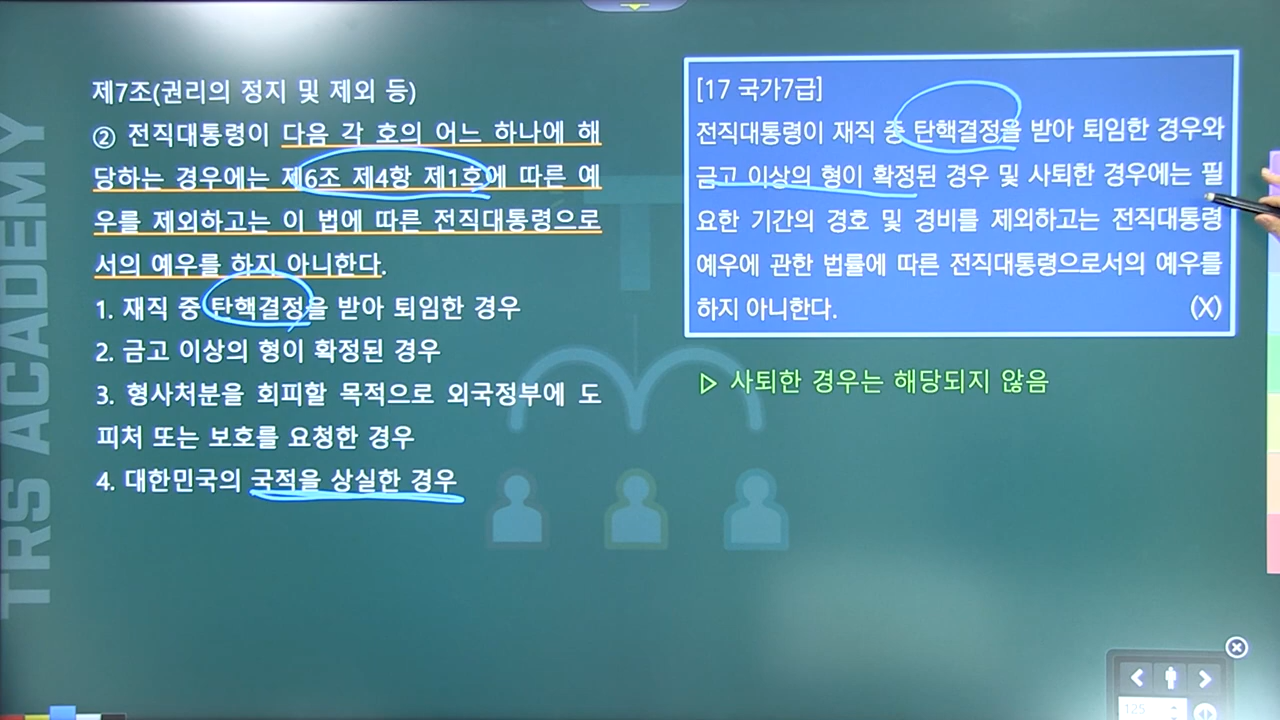 제7조(권리의 정지 및 제외 등)
② 전직대통령이 다음 각 호의 어느 하나에 해
당하는 경우에는 제6조 제4항 제1호에 따른 예
우를 제외하고는 이 법에 따른 전직대통령으로
서의 예우를 하지 아니한다.
1. 재직 중 탄핵결정을 받아 퇴임한 경우
2. 금고 이상의 형이 확정된 경우
3. 형사처분을 회피할 목적으로 외국정부에 도
피처 또는 보호를 요청한 경우
4. 대한민국의 국적을 상실한 경우
[17 국가7급]
전직대통령이 재직 중 탄핵결정을 받아 퇴임한 경우와
금고 이상의 형이 확정된 경우 및 사퇴한 경우에는 필
요한 기간의 경호 및 경비를 제외하고는 전직대통령
예우에 관한 법률에 따른 전직대통령으로서의 예우를
하지 아니한다. (X)
▷ 사퇴한 경우는 해당되지 않음
TRS ACADEMY
125